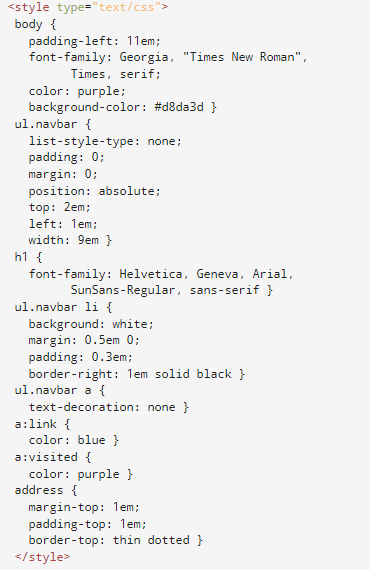 <style type="text/css">
body {
padding-left: 11em;
font-family: Georgia, "Times New Roman",
Times, serif;
color: purple;
background-color: #d8da3d }
ul.navbar {
list-style-type: none;
padding: 0;
margin: 0;
position: absolute;
top: 2em;
left: 1em;
width: 9em }
h1 {
font-family: Helvetica, Geneva, Arial,
SunSans-Regular, sans-serif }
ul.navbar li {
background: white;
margin: 0.5em 0;
padding: 0.3em;
border-right: 1em solid black }
ul.navbar a {
text-decoration: none }
a:link {
color: blue }
a:visited {
color: purple }
address {
margin-top: 1em;
padding-top: 1em;
border-top: thin dotted }
</style>